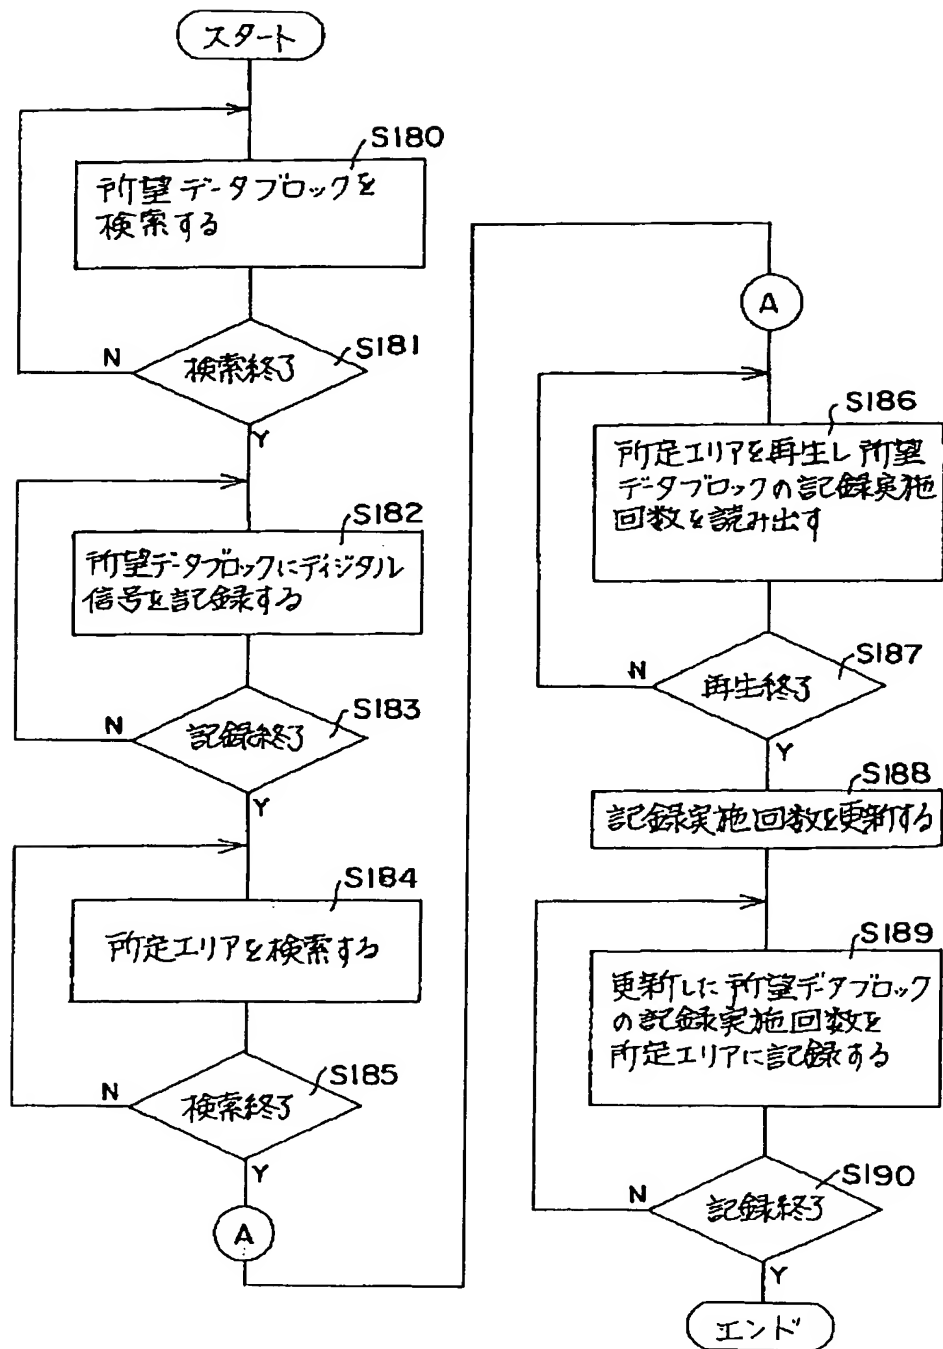 スタート
S180
所望データブロックを
検索する
N
S181
検索終了
Y
S182
所望データブロックにディジタル
信号を記録する
N
S183
記録終了
Y
S184
所定エリアを検索する
N
S185
検索終了
Y
A
A
S186
所定エリアを再生し所望
データブロックの記録実施
回数を読み出す
N
S187
再生終了
Y
S188
記録実施回数を更新する
S189
更新した所望データブロック
の記録実施回数を
所定エリアに記録する
N
S190
記録終了
Y
エンド